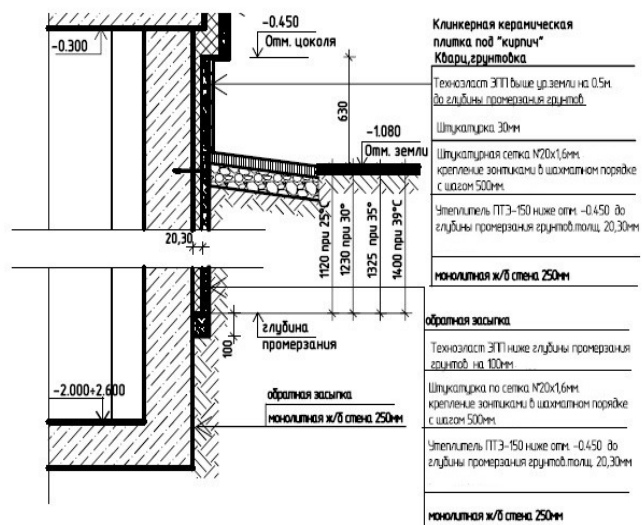 -0.450
Отм. цоколя
-0.300
630
-1.080
Отм. земли
20,30
1120 при 25°С
1230 при 30°
1325 при 35°
1400 при 39°С
глубина
промерзания
100
-2.000÷2.600
обратная засыпка
монолитная ж/б стена 250мм
Клинкерная керамическая
плитка под "кирпич"
Кварц,грунтовка
Техноэласт ЭПП выше ур.земли на 0.5м.
до глубины промерзания грунтов
Штукатурка 30мм
Штукатурная сетка N°20х1,6мм.
крепление зонтиками в шахматном порядке
с шагом 500мм.
Утеплитель ПТЭ-150 ниже отм. -0.450 до
глубины промерзания грунтов.толщ. 20,30мм
монолитная ж/б стена 250мм
обратная засыпка
Техноэласт ЭПП ниже глубины промерзания
грунтов на 100мм
Штукатурка по сетка N°20х1,6мм.
крепление зонтиками в шахматном порядке
с шагом 500мм.
Утеплитель ПТЭ-150 ниже отм. -0.450 до
глубины промерзания грунтов.толщ. 20,30мм
монолитная ж/б стена 250мм